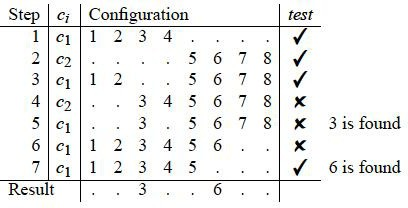 Step c_i Configuration test
1 c_1 1 2 3 4 . . . . ✔
2 c_2 . . . . 5 6 7 8 ✔
3 c_1 1 2 . . 5 6 7 8 ✔
4 c_2 . . 3 4 5 6 7 8 ✘
5 c_1 . . 3 . 5 6 7 8 ✘ 3 is found
6 c_1 1 2 3 4 5 6 . . ✘
7 c_1 1 2 3 4 5 . . . ✔ 6 is found
Result . . 3 . . 6 . .